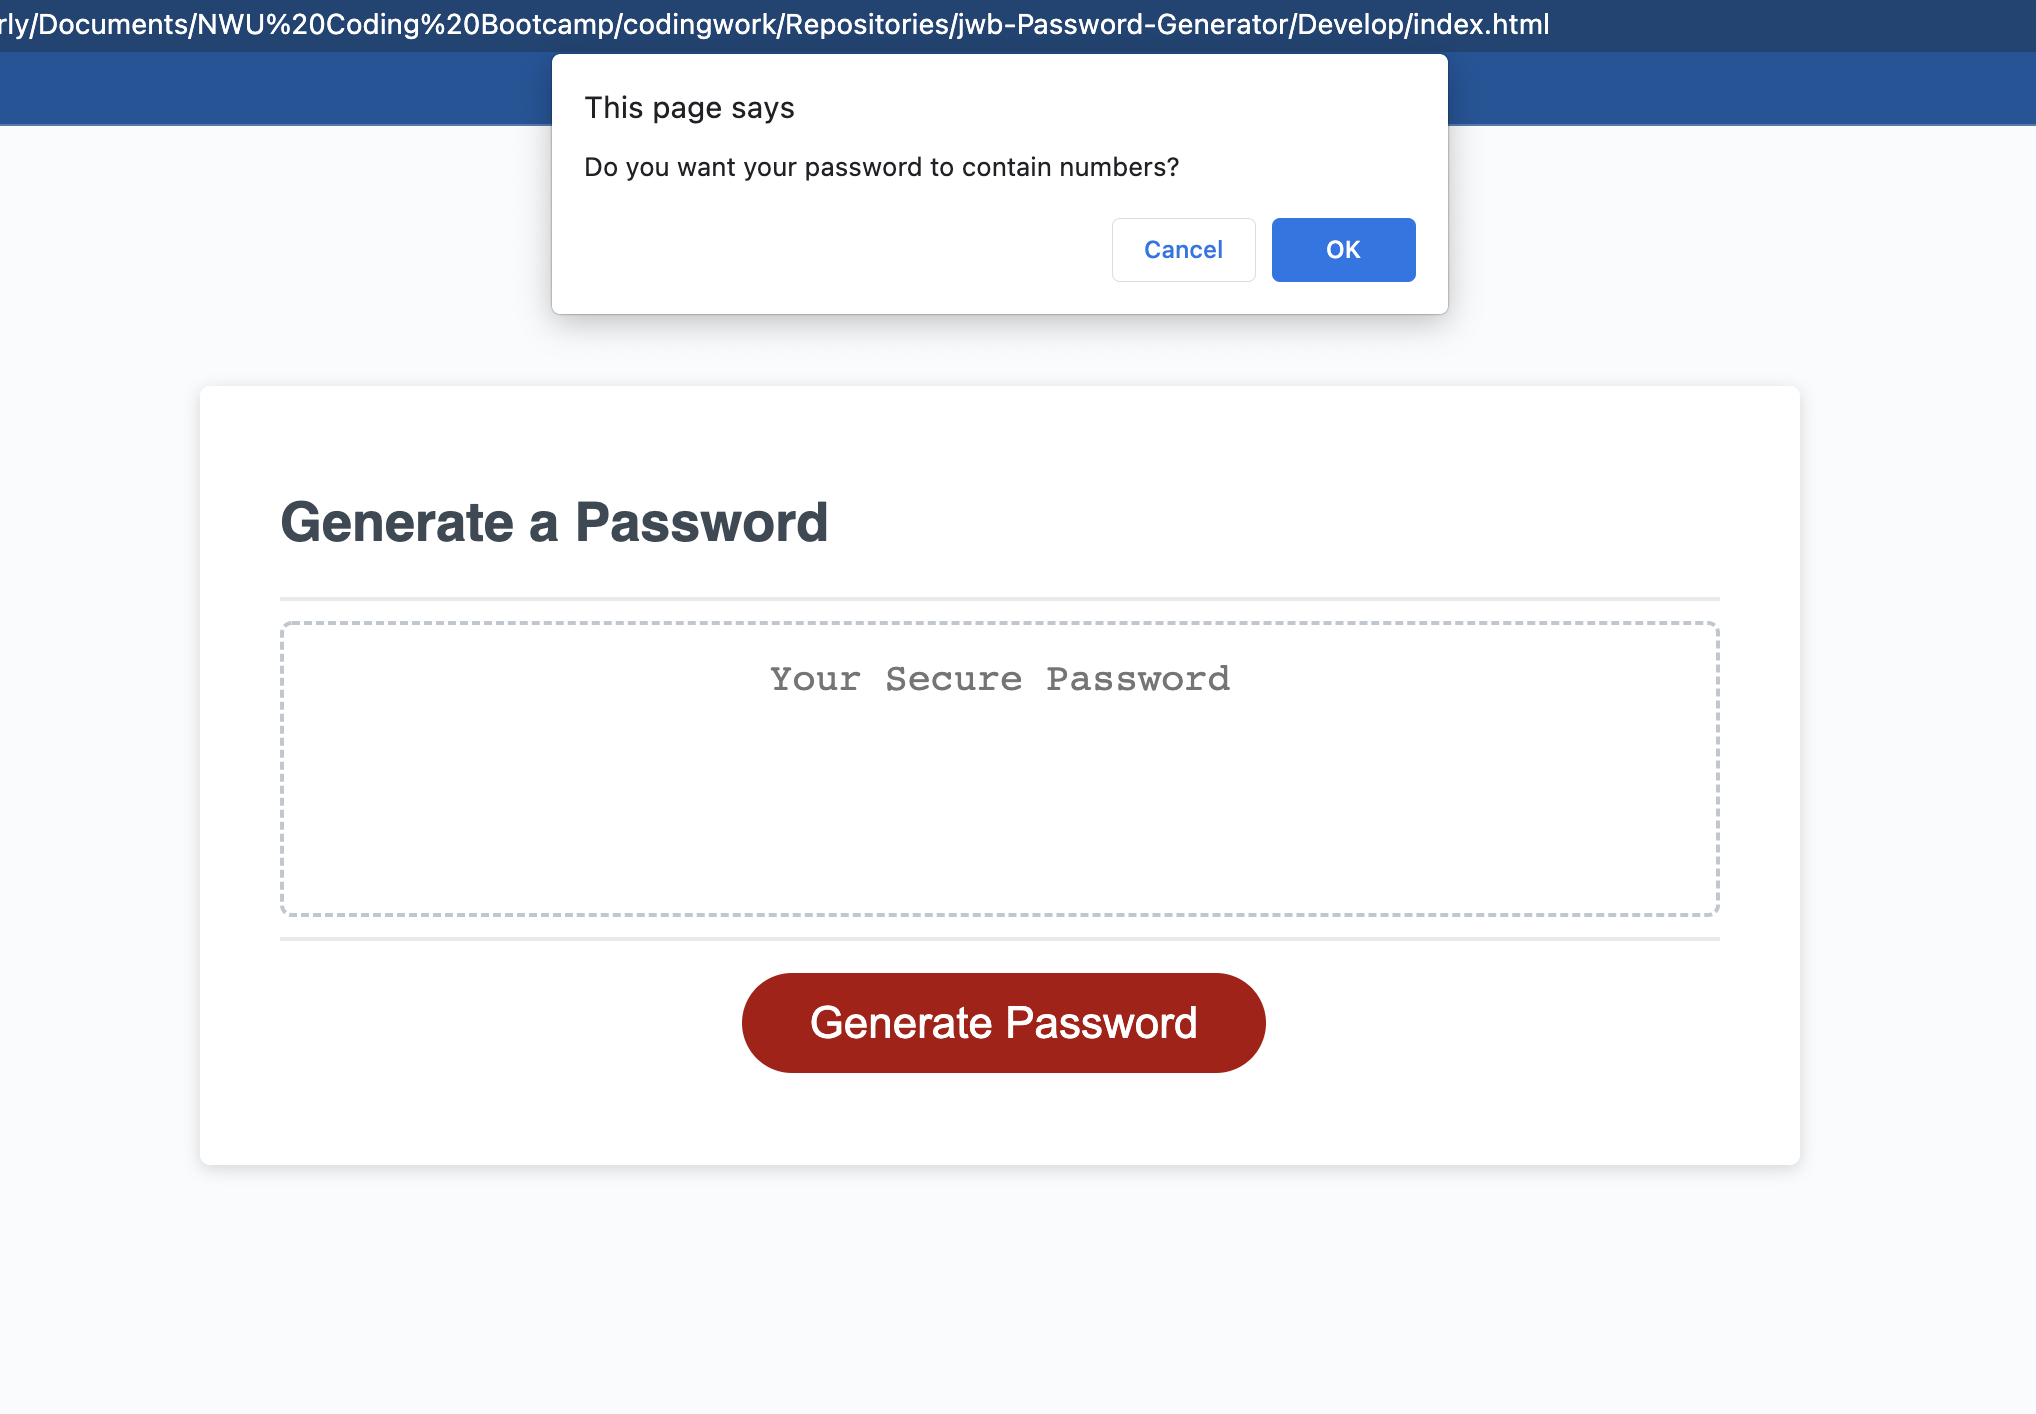 rly/Documents/NWU%20Coding%20Bootcamp/codingwork/Repositories/jwb-Password-Generator/Develop/index.html
This page says
Do you want your password to contain numbers?
Cancel
OK
Generate a Password
Your Secure Password
Generate Password